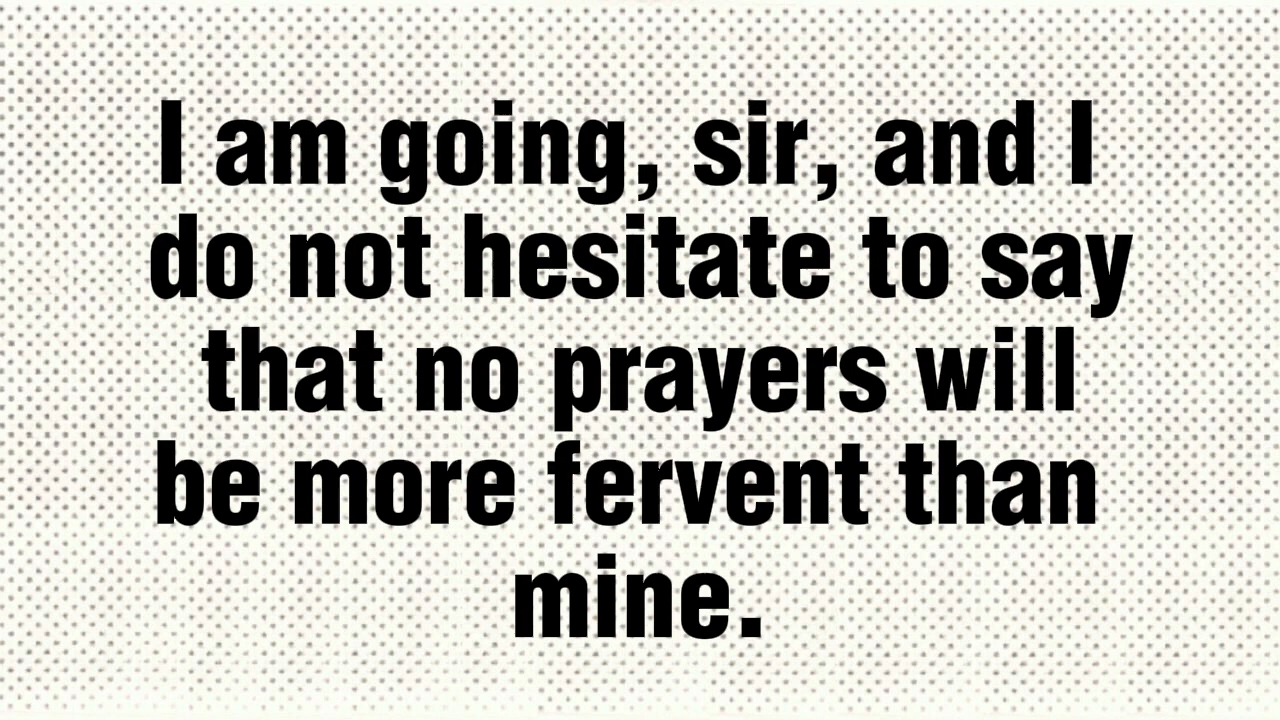 I am going, sir, and I
do not hesitate to say
that no prayers will
be more fervent than
mine.